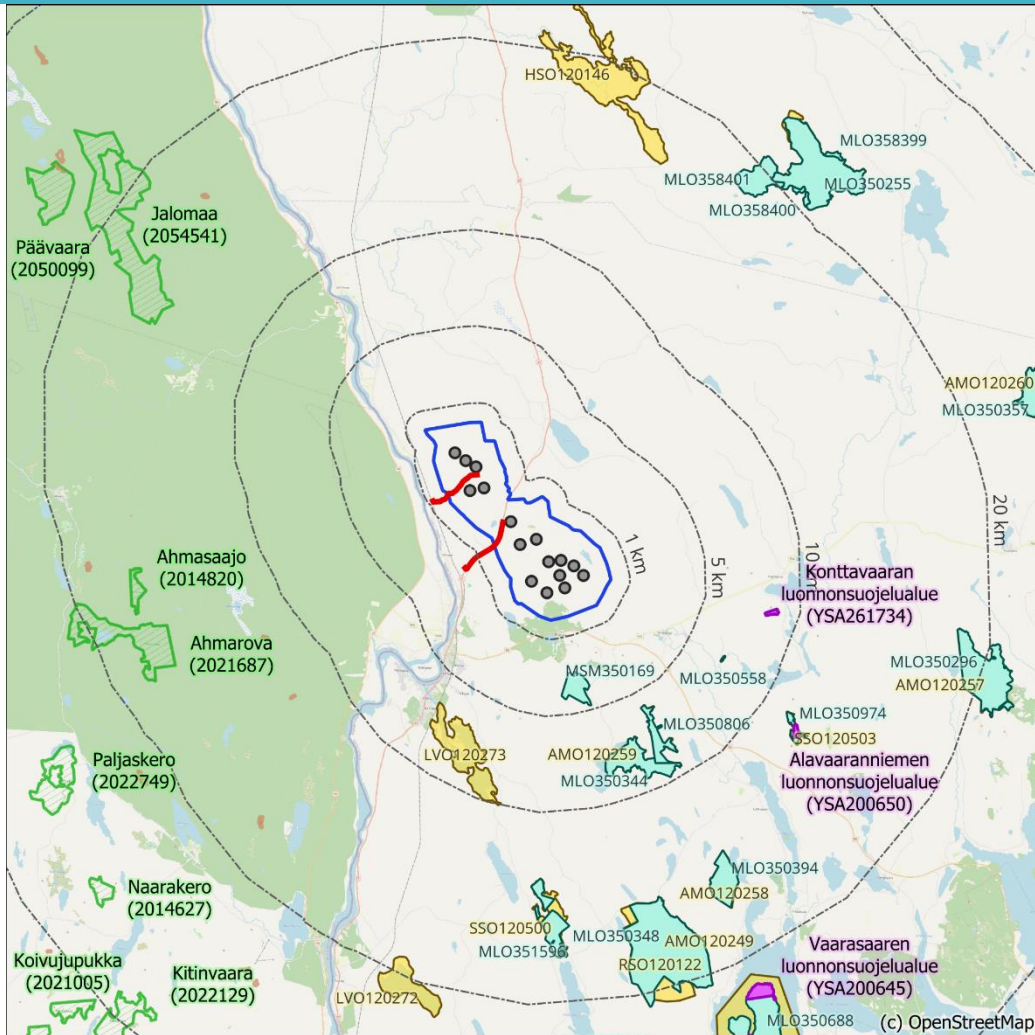 HSO120146
MLO358399
MLO358401
MLO350255
MLO358400
Jalomaa
(2054541)
Päävaara
(2050099)
AMO120260
MLO350357
20 km
10 km
5 km
1 km
Ahmasaajo
(2014820)
Ahmarova
(2021687)
Konttavaaran
luonnonsuojelualue
(YSA261734)
MSM350169
MLO350558
MLO350296
AMO120257
MLO350806
MLO350974
SSO120503
LVO120273
AMO120259
MLO350344
Alavaaranniemen
luonnonsuojelualue
(YSA200650)
Paljaskero
(2022749)
MLO350394
AMO120258
Naarakero
(2014627)
SSO120500
MLO350348
AMO120249
MLO351596
RSO120122
Vaarasaaren
luonnonsuojelualue
(YSA200645)
Koivujupukka
(2021005)
Kitinvaara
(2022129)
LVO120272
MLO350688
(c) OpenStreetMap